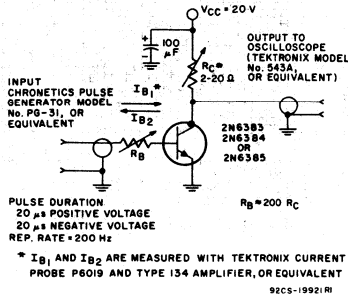 VCC = 20 V
+
-
100 μF
RC*
2-20 Ω
OUTPUT TO
OSCILLOSCOPE
(TEKTRONIX MODEL
No. 543A,
OR EQUIVALENT)
INPUT
CHRONETICS PULSE
GENERATOR MODEL
No. PG-31, OR
EQUIVALENT
IB1*
IB2
RB
2N6383
2N6384
OR
2N6385
PULSE DURATION
20 μs POSITIVE VOLTAGE
20 μs NEGATIVE VOLTAGE
REP. RATE = 200 Hz
RB ≈ 200 RC
* IB1 AND IB2 ARE MEASURED WITH TEKTRONIX CURRENT
PROBE P6019 AND TYPE 134 AMPLIFIER, OR EQUIVALENT
92CS-19921R1